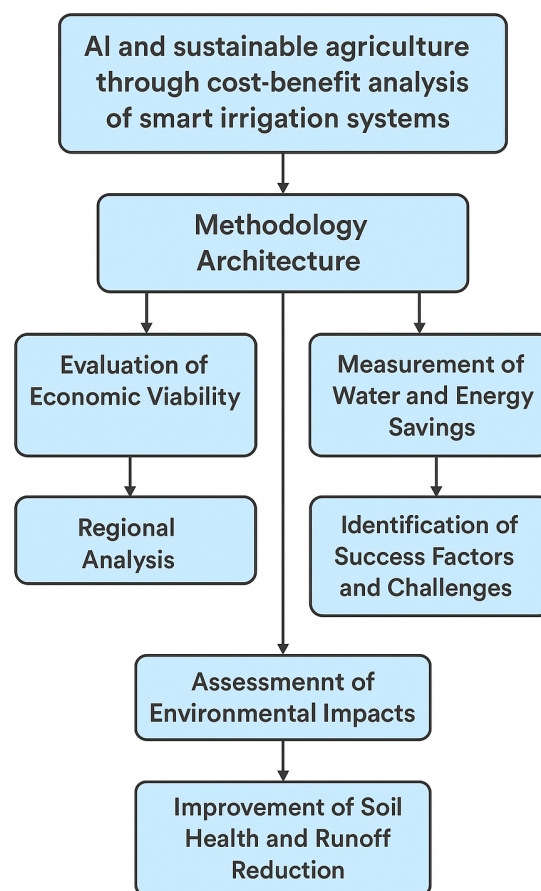 AI and sustainable agriculture
through cost-benefit analysis
of smart irrigation systems
Methodology
Architecture
Evaluation of
Economic Viability
Measurement of
Water and Energy
Savings
Regional
Analysis
Identification of
Success Factors
and Challenges
Assessmennt of
Environmental Impacts
Improvement of Soil
Health and Runoff
Reduction